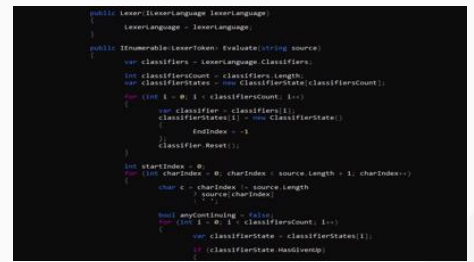 public Lexer(ILexerLanguage lexerLanguage)
{
LexerLanguage = lexerLanguage;
}
public IEnumerable<LexerToken> Evaluate(string source)
{
var classifiers = LexerLanguage.Classifiers;
int classifiersCount = classifiers.Length;
var classifierStates = new ClassifierState[classifiersCount];
for (int i = 0; i < classifiersCount; i++)
{
var classifier = classifiers[i];
classifierStates[i] = new ClassifierState()
{
EndIndex = -1
};
classifier.Reset();
}
int startIndex = 0;
for (int charIndex = 0; charIndex < source.Length + 1; charIndex++)
{
char c = charIndex != source.Length
? source[charIndex]
: ' ';
bool anyContinuing = false;
for (int i = 0; i < classifiersCount; i++)
{
var classifierState = classifierStates[i];
if (classifierState.HasGivenUp)
{